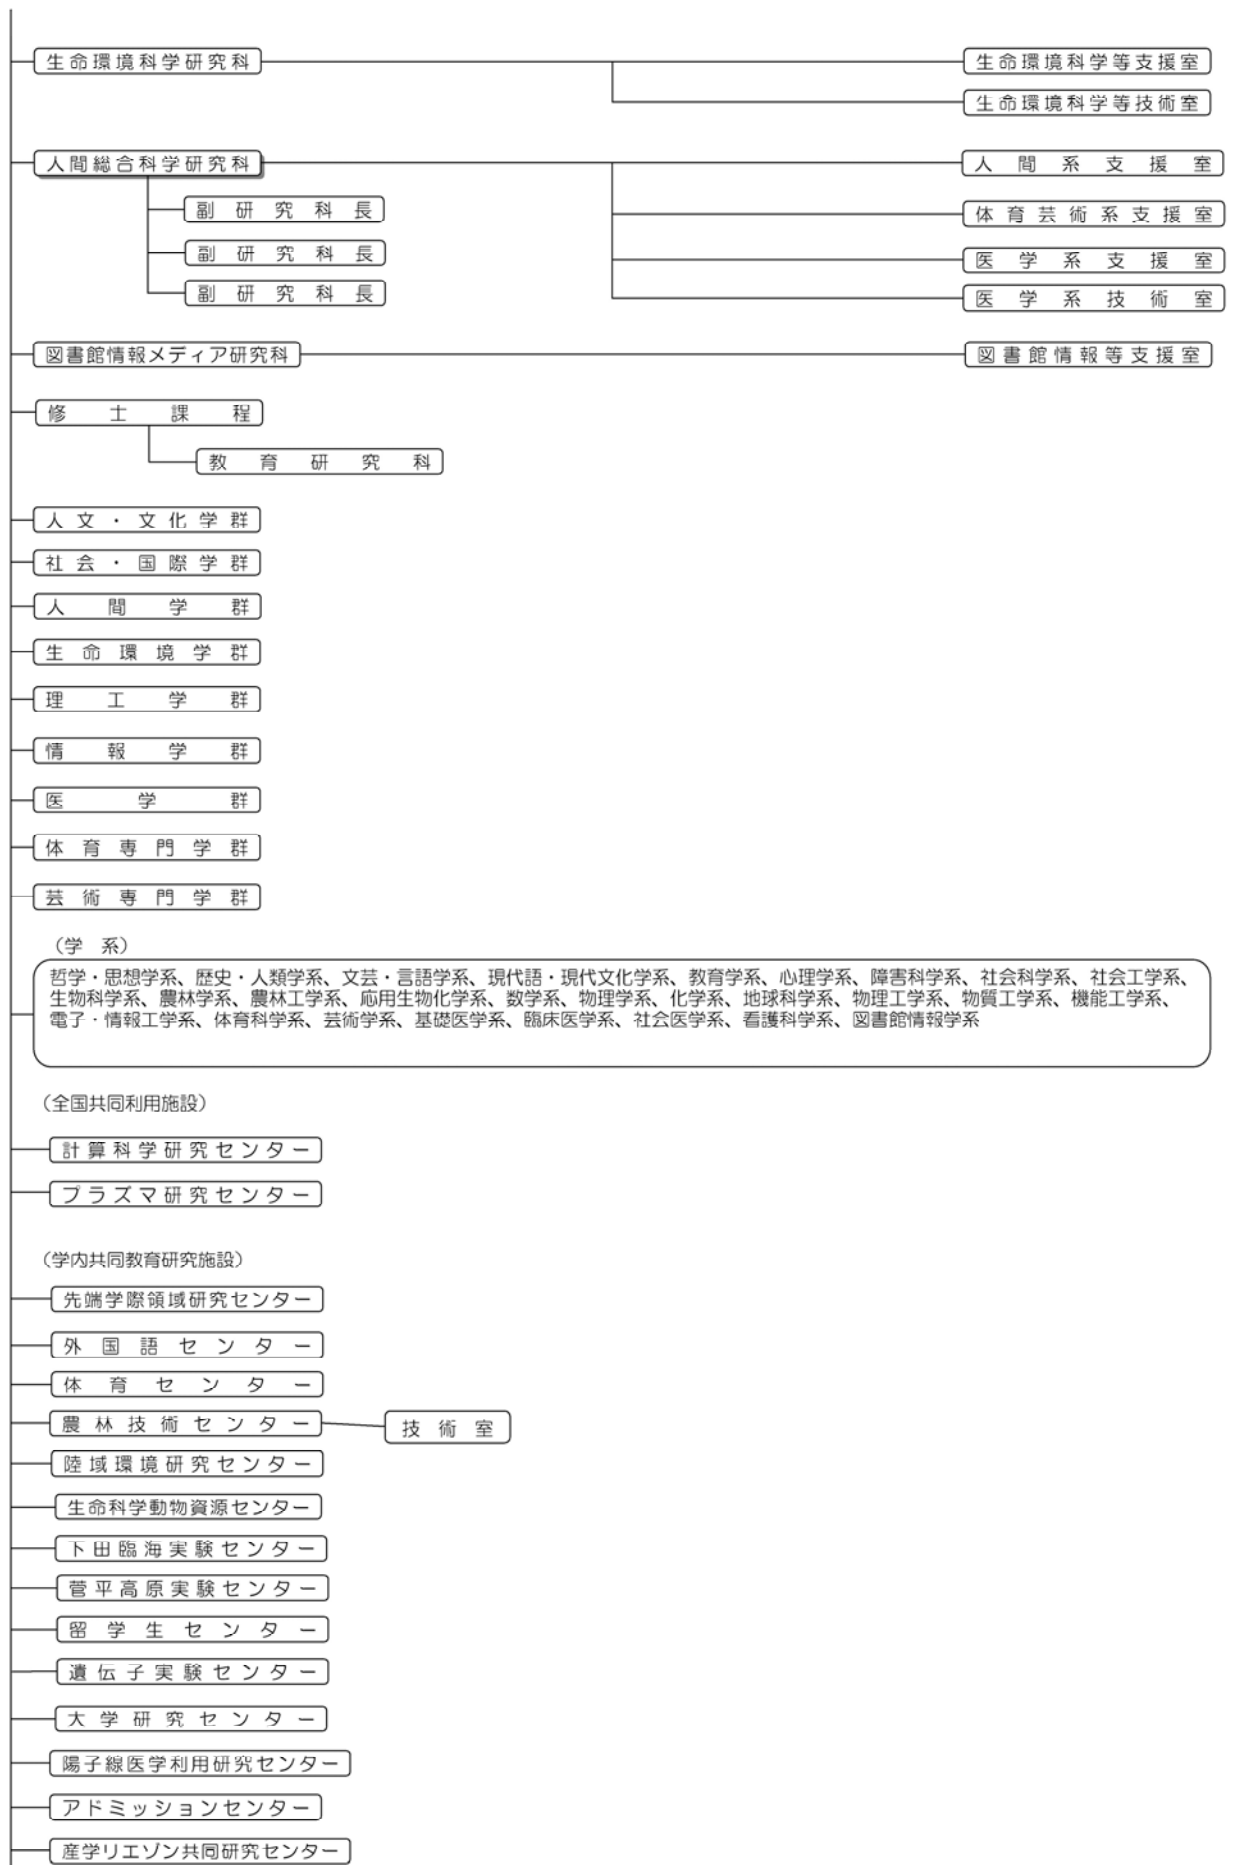 生命環境科学研究科
生命環境科学等支援室
生命環境科学等技術室
人間総合科学研究科
人間系支援室
副研究科長
体育芸術系支援室
副研究科長
医学系支援室
副研究科長
医学系技術室
図書館情報メディア研究科
図書館情報等支援室
修士課程
教育研究科
人文・文化学群
社会・国際学群
人間学群
生命環境学群
理工学群
情報学群
医学群
体育専門学群
芸術専門学群
（学　系）
哲学・思想学系、歴史・人類学系、文芸・言語学系、現代語・現代文化学系、教育学系、心理学系、障害科学系、社会科学系、社会工学系、
生物科学系、農林学系、農林工学系、応用生物化学系、数学系、物理学系、化学系、地球科学系、物理工学系、物質工学系、機能工学系、
電子・情報工学系、体育科学系、芸術学系、基礎医学系、臨床医学系、社会医学系、看護科学系、図書館情報学系
（全国共同利用施設）
計算科学研究センター
プラズマ研究センター
（学内共同教育研究施設）
先端学際領域研究センター
外国語センター
体育センター
農林技術センター
技術室
陸域環境研究センター
生命科学動物資源センター
下田臨海実験センター
菅平高原実験センター
留学生センター
遺伝子実験センター
大学研究センター
陽子線医学利用研究センター
アドミッションセンター
産学リエゾン共同研究センター